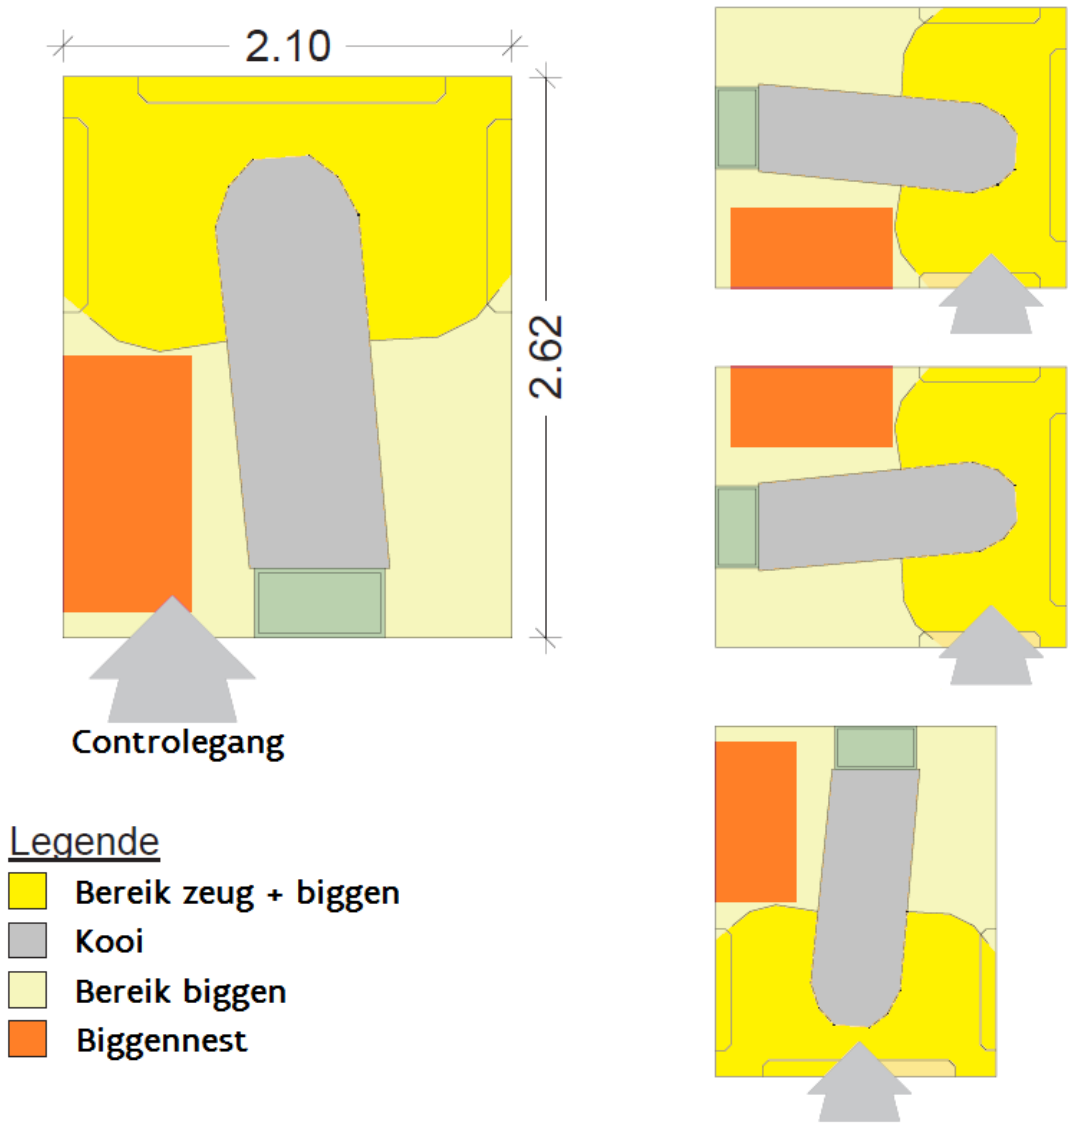 2.10
2.62
Controlegang
Legende
Bereik zeug + biggen
Kooi
Bereik biggen
Biggennest